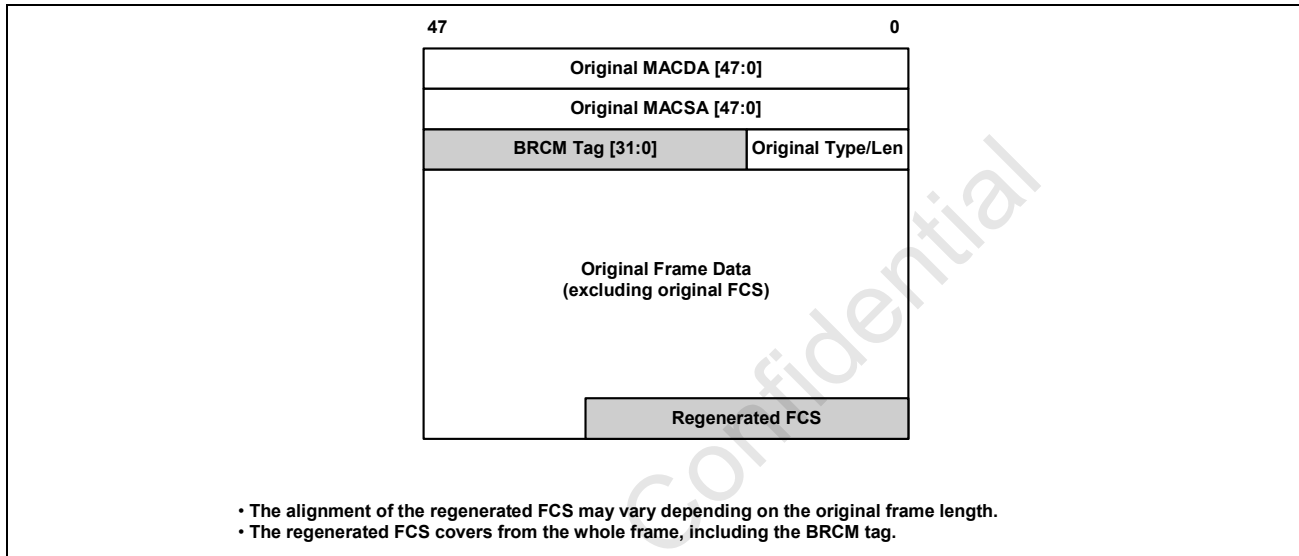 47 0
Original MACDA [47:0]
Original MACSA [47:0]
BRCM Tag [31:0] Original Type/Len
Original Frame Data
(excluding original FCS)
Regenerated FCS
Confidential
• The alignment of the regenerated FCS may vary depending on the original frame length.
• The regenerated FCS covers from the whole frame, including the BRCM tag.